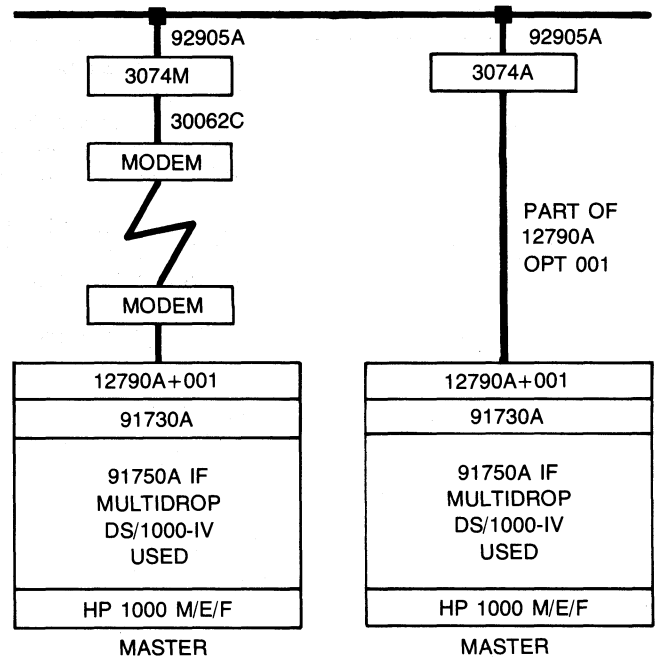 92905A
3074M
30062C
MODEM
MODEM
12790A+001
91730A
91750A IF
MULTIDROP
DS/1000-IV
USED
HP 1000 M/E/F
MASTER
92905A
3074A
PART OF
12790A
OPT 001
12790A+001
91730A
91750A IF
MULTIDROP
DS/1000-IV
USED
HP 1000 M/E/F
MASTER